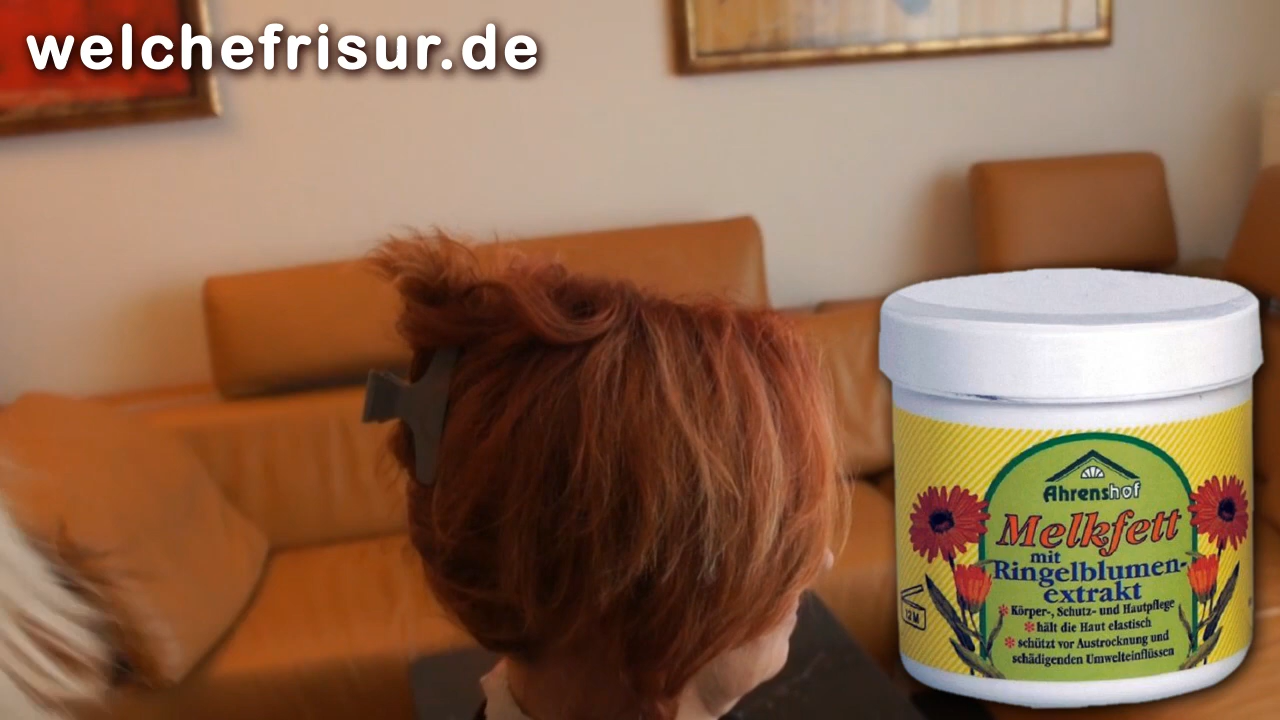 welchefrisur.de
Ahrenshof
Melkfett
mit
Ringelblumen-
extrakt
Körper-, Schutz- und Hautpflege
hält die Haut elastisch
schützt vor Austrocknung und
schädigenden Umwelteinflüssen
12 M